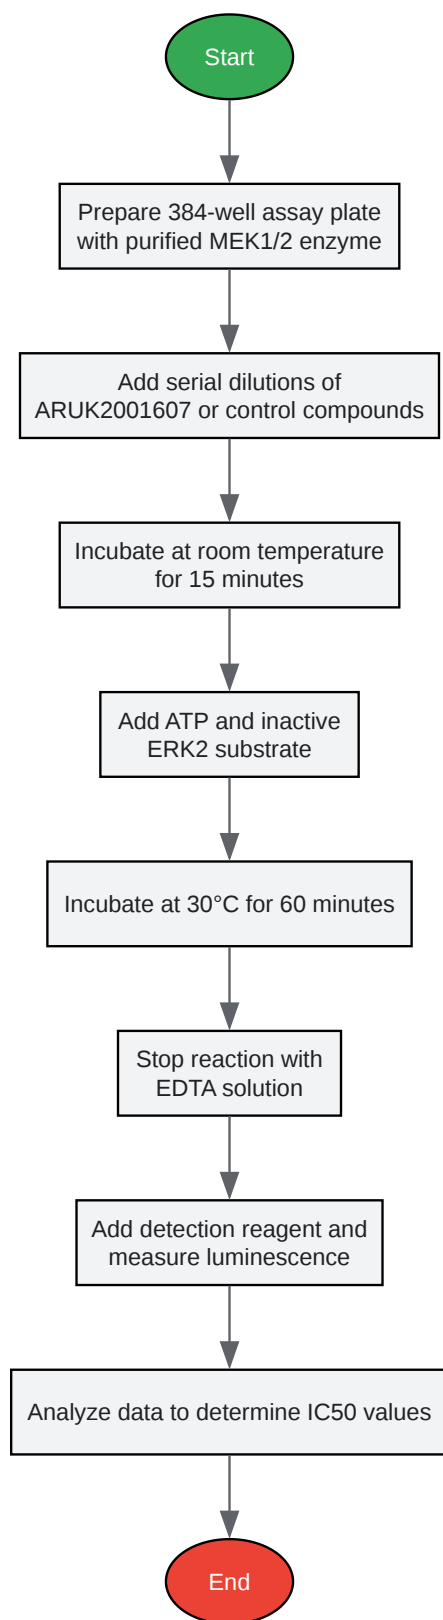 Start
Prepare 384-well assay plate
with purified MEK1/2 enzyme
Add serial dilutions of
ARUK2001607 or control compounds
Incubate at room temperature
for 15 minutes
Add ATP and inactive
ERK2 substrate
Incubate at 30°C for 60 minutes
Stop reaction with
EDTA solution
Add detection reagent and
measure luminescence
Analyze data to determine IC50 values
End